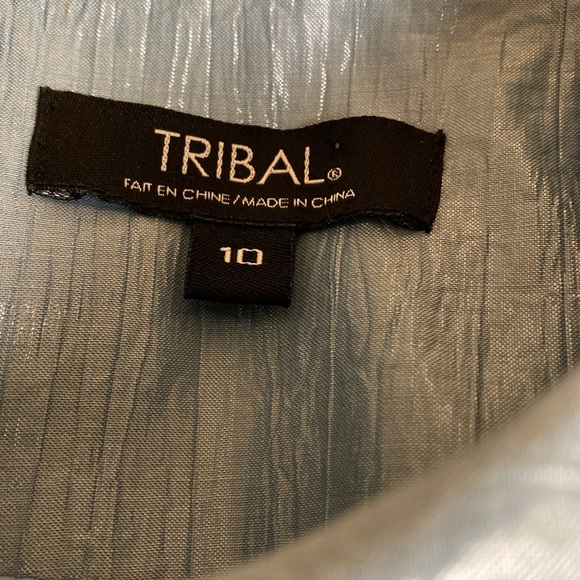 TRIBAL®
FAIT EN CHINE / MADE IN CHINA
10